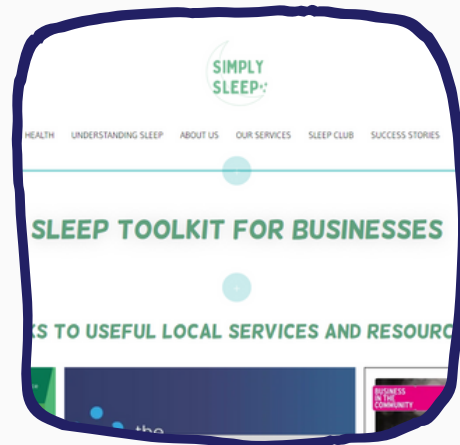 SIMPLY
SLEEP
HEALTH UNDERSTANDING SLEEP ABOUT US OUR SERVICES SLEEP CLUB SUCCESS STORIES
SLEEP TOOLKIT FOR BUSINESSES
KS TO USEFUL LOCAL SERVICES AND RESOURC
the
BUSINESS
IN THE
COMMUNITY